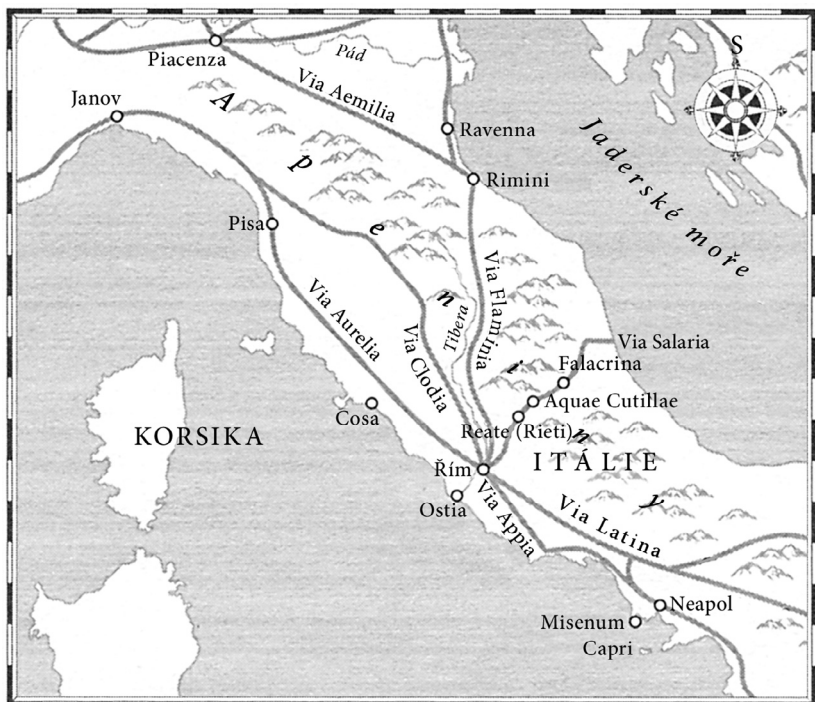 Pád
Piacenza
Via Aemilia
S
Janov
Ravenna
Jaderské moře
Rimini
Apeniny
Pisa
Via Flaminia
Via Aurelia
Tibera
Via Clodia
Via Salaria
Falacrina
Aquae Cutillae
Cosa
Reate (Rieti)
KORSIKA
ITÁLIE
Řím
Ostia
Via Appia
Via Latina
Neapol
Misenum
Capri